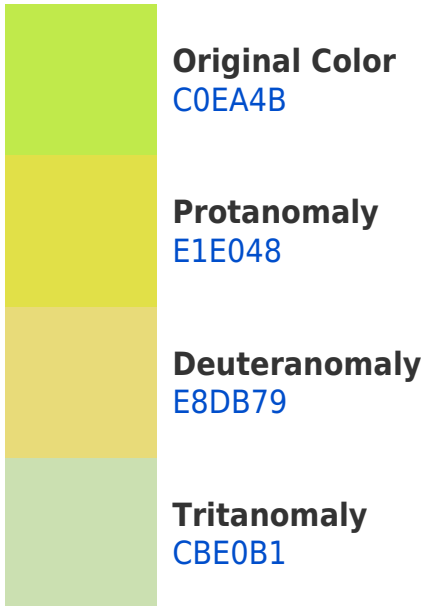 Original Color
C0EA4B
Protanomaly
E1E048
Deuteranomaly
E8DB79
Tritanomaly
CBE0B1